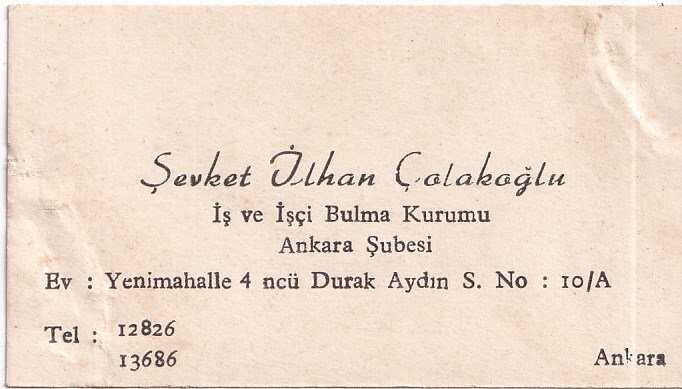 Şevket İlhan Çolakoğlu
İş ve İşçi Bulma Kurumu
Ankara Şubesi
Ev : Yenimahalle 4 ncü Durak Aydın S. No : 10/A
Tel : 12826
13686
Ankara